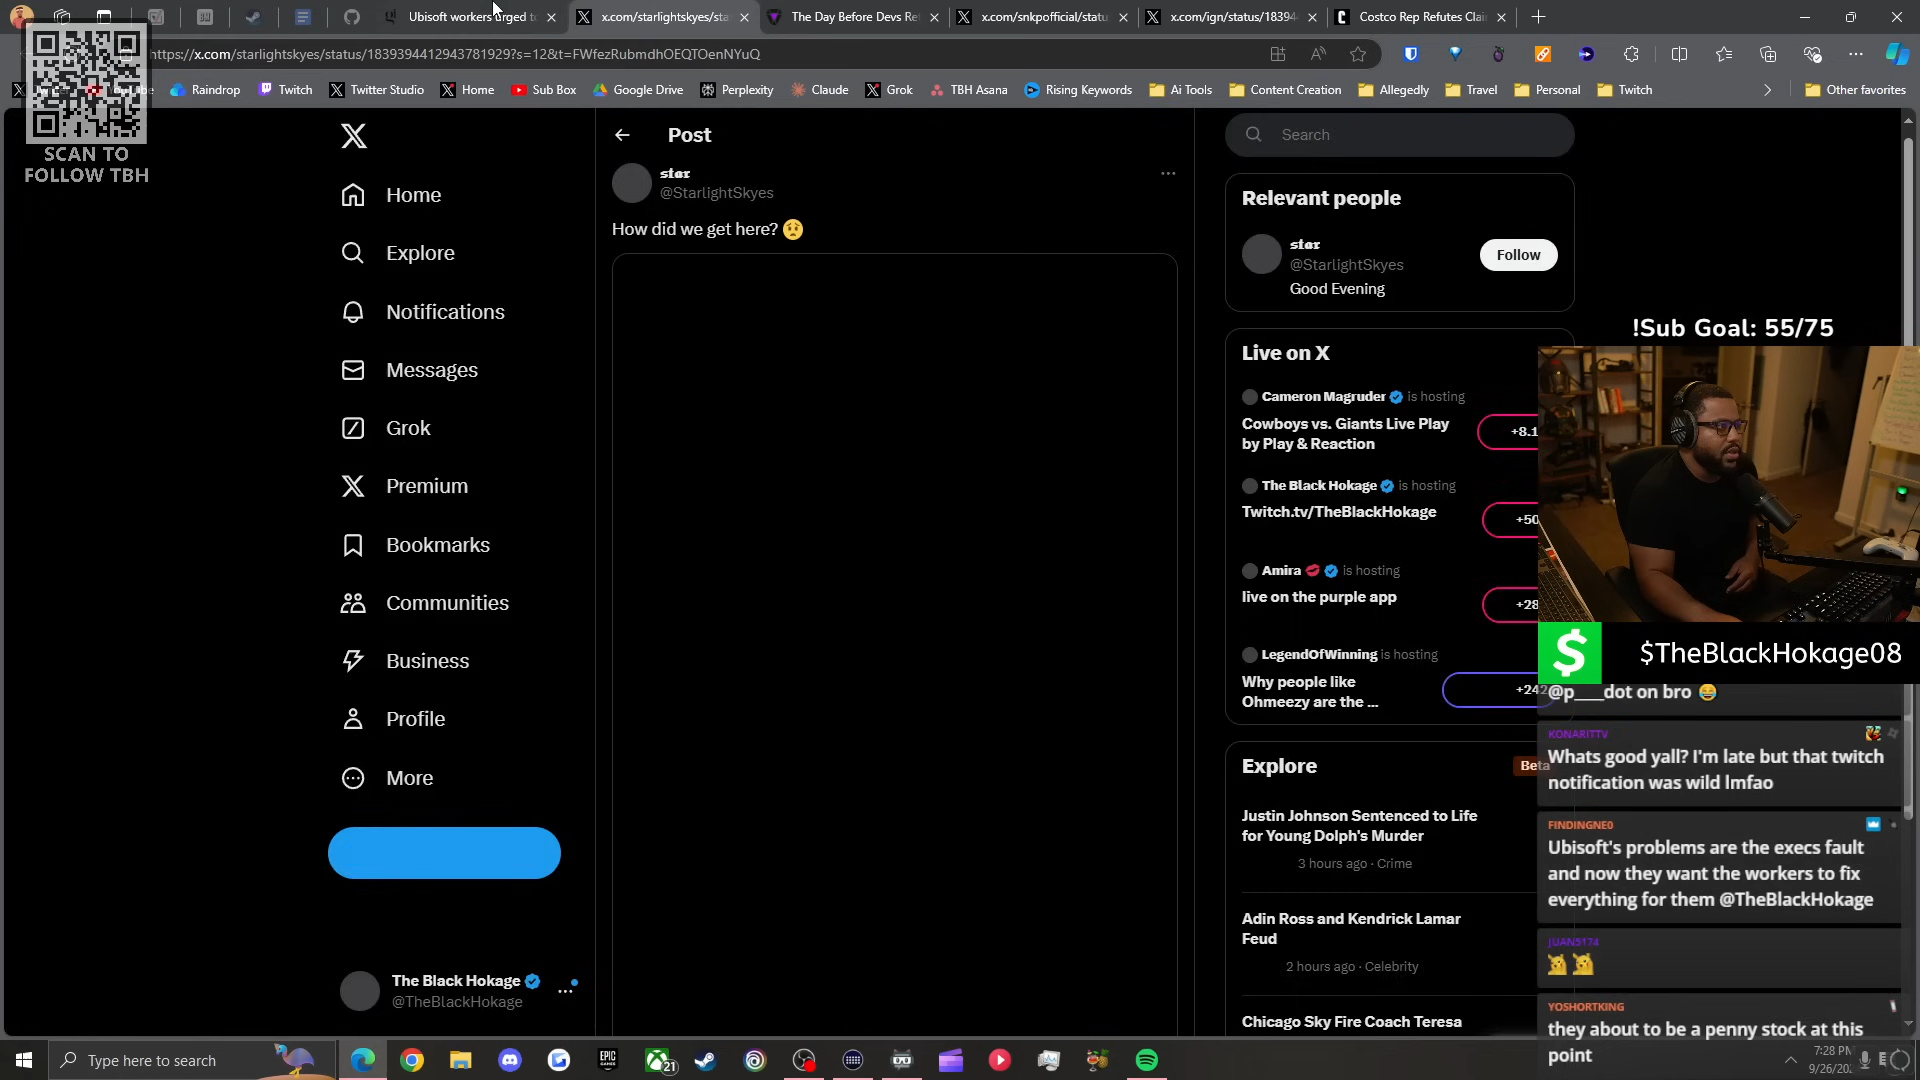 Ubisoft workers urged to
x.com/starlightskyes/sta
The Day Before Devs Re
x.com/snkpofficial/statu
x.com/ign/status/18394
Costco Rep Refutes Clai
https://x.com/starlightskyes/status/1839394412943781929?s=12&t=FWfezRubmdhOEQTOenNYuQ
Raindrop
Twitch
Twitter Studio
Home
Sub Box
Google Drive
Perplexity
Claude
Grok
TBH Asana
Rising Keywords
Ai Tools
Content Creation
Allegedly
Travel
Personal
Twitch
Other favorites
SCAN TO
FOLLOW TBH
Home
Explore
Notifications
Messages
Grok
Premium
Bookmarks
Communities
Business
Profile
More
The Black Hokage
@TheBlackHokage
Post
star
@StarlightSkyes
How did we get here? 😟
Search
Relevant people
star
@StarlightSkyes
Good Evening
Follow
Live on X
Cameron Magruder is hosting
Cowboys vs. Giants Live Play
by Play & Reaction
+8.1
The Black Hokage is hosting
Twitch.tv/TheBlackHokage
+50
Amira 💋 is hosting
live on the purple app
+28
LegendOfWinning is hosting
Why people like
Ohmeezy are the ...
+242
Explore
Beta
Justin Johnson Sentenced to Life
for Young Dolph's Murder
3 hours ago · Crime
Adin Ross and Kendrick Lamar
Feud
2 hours ago · Celebrity
Chicago Sky Fire Coach Teresa
!Sub Goal: 55/75
$TheBlackHokage08
@p____dot on bro 😂
KONARITTV
Whats good yall? I'm late but that twitch
notification was wild lmfao
FINDINGNE0
Ubisoft's problems are the execs fault
and now they want the workers to fix
everything for them @TheBlackHokage
JUAN5174
YOSHORTKING
they about to be a penny stock at this
point
Type here to search
EPIC
GAMES
21
7:28 PM
9/26/202